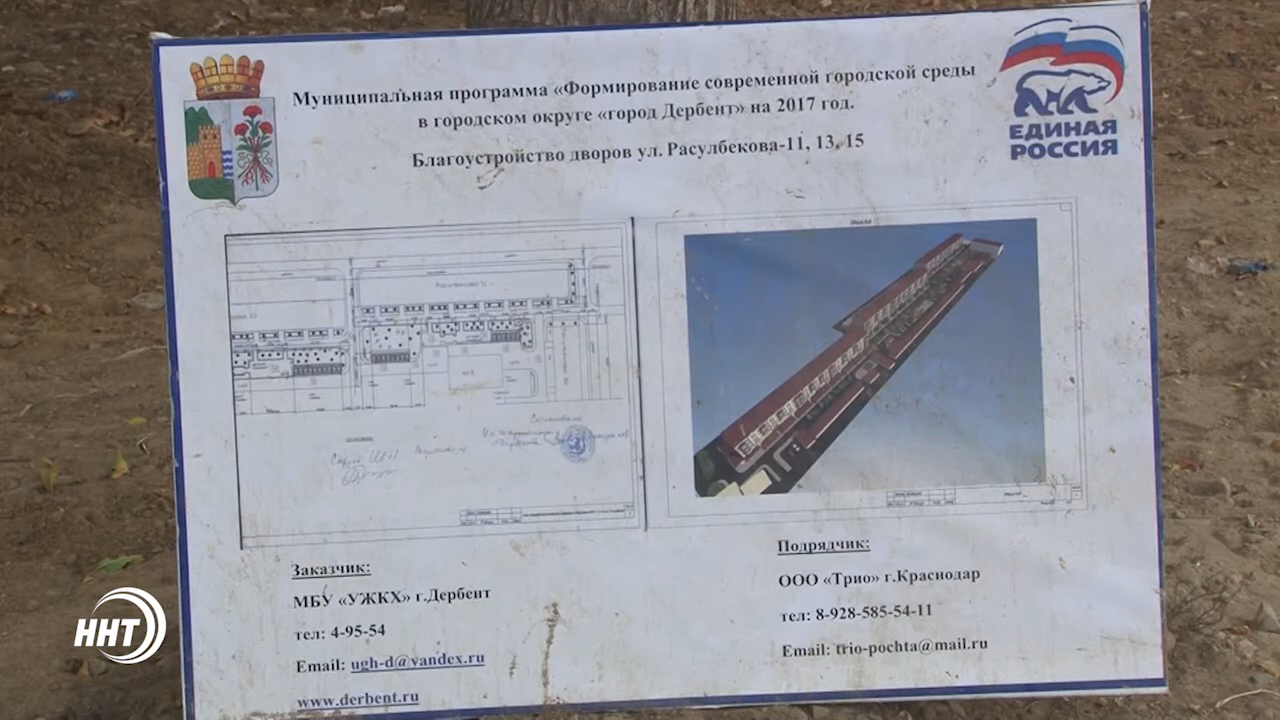 Муниципальная программа «Формирование современной городской среды
в городском округе «город Дербент» на 2017 год.
Благоустройство дворов ул. Расулбекова-11, 13, 15
ЕДИНАЯ
РОССИЯ
Заказчик:
МБУ «УЖКХ» г.Дербент
тел: 4-95-54
Email: ugh-d@yandex.ru
www.derbent.ru
Подрядчик:
ООО «Трио» г.Краснодар
тел: 8-928-585-54-11
Email: trio-pochta@mail.ru
ННТ